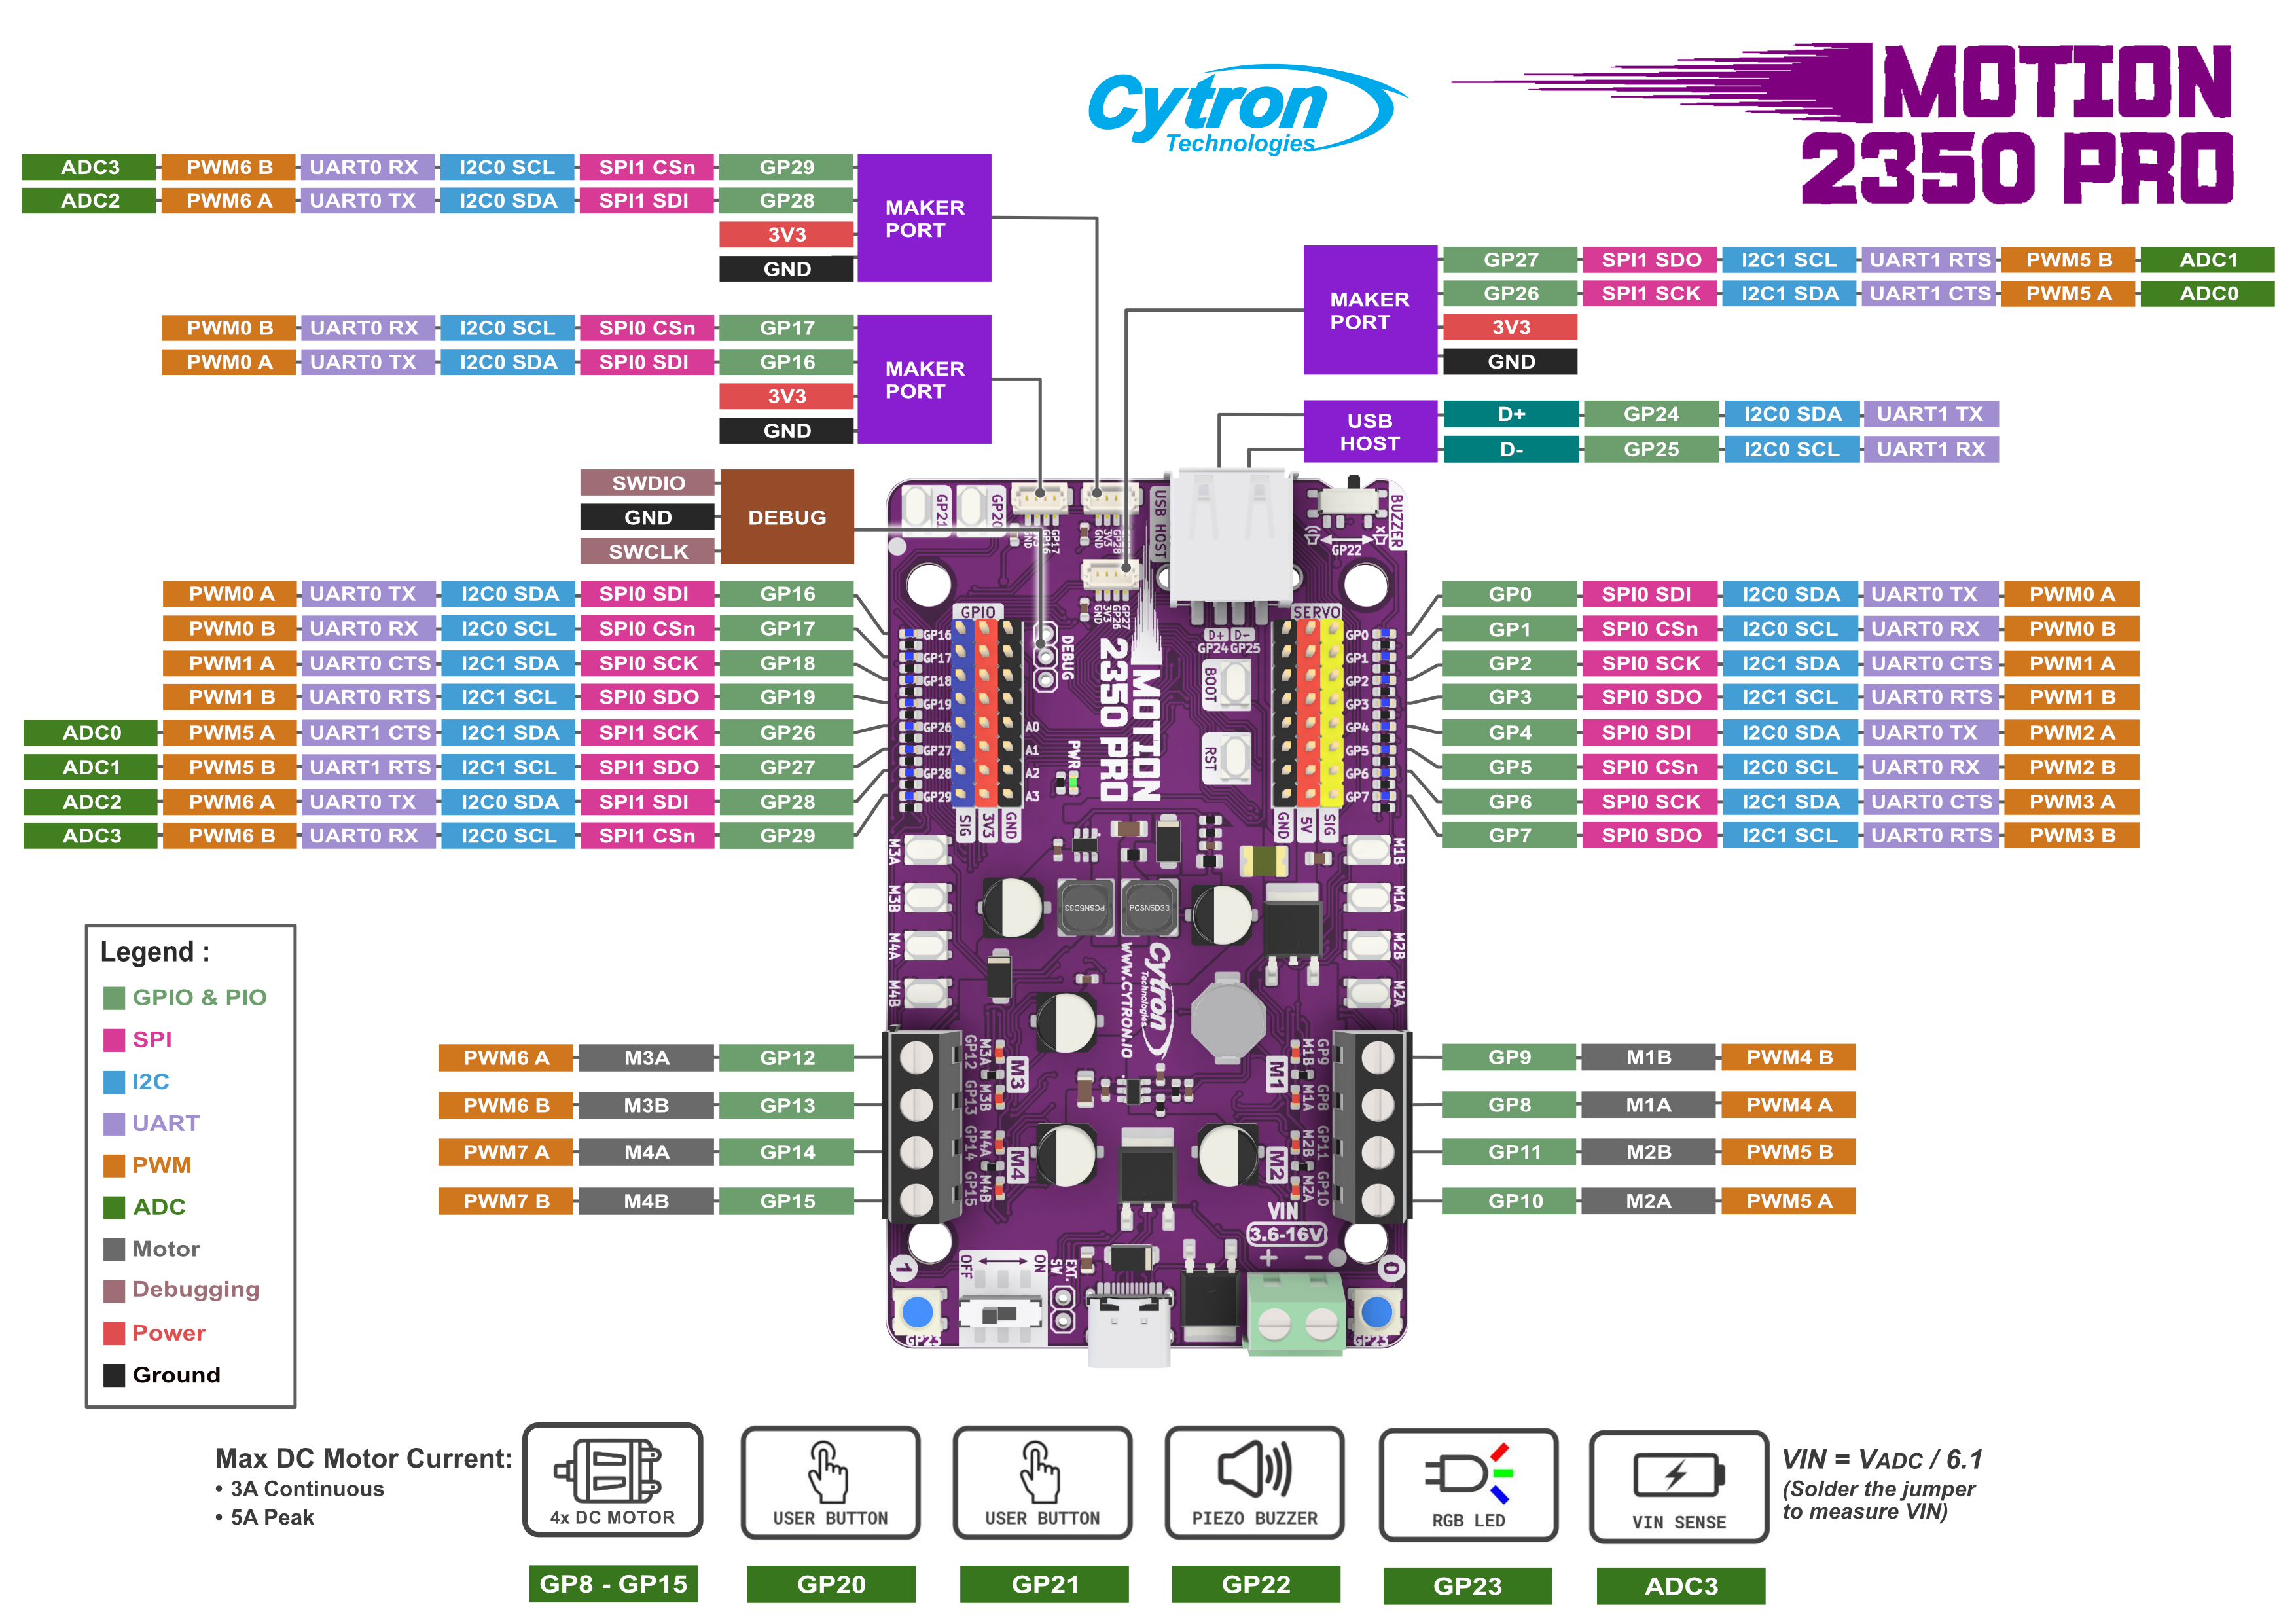 Cytron
Technologies
MOTION
2350 PRO
ADC3 PWM6 B UART0 RX I2C0 SCL SPI1 CSn GP29
ADC2 PWM6 A UART0 TX I2C0 SDA SPI1 SDI GP28
3V3
GND
MAKER
PORT
PWM0 B UART0 RX I2C0 SCL SPI0 CSn GP17
PWM0 A UART0 TX I2C0 SDA SPI0 SDI GP16
3V3
GND
MAKER
PORT
MAKER
PORT
GP27 SPI1 SDO I2C1 SCL UART1 RTS PWM5 B ADC1
GP26 SPI1 SCK I2C1 SDA UART1 CTS PWM5 A ADC0
3V3
GND
USB
HOST
D+ GP24 I2C0 SDA UART1 TX
D- GP25 I2C0 SCL UART1 RX
SWDIO
GND
SWCLK
DEBUG
PWM0 A UART0 TX I2C0 SDA SPI0 SDI GP16
PWM0 B UART0 RX I2C0 SCL SPI0 CSn GP17
PWM1 A UART0 CTS I2C1 SDA SPI0 SCK GP18
PWM1 B UART0 RTS I2C1 SCL SPI0 SDO GP19
ADC0 PWM5 A UART1 CTS I2C1 SDA SPI1 SCK GP26
ADC1 PWM5 B UART1 RTS I2C1 SCL SPI1 SDO GP27
ADC2 PWM6 A UART0 TX I2C0 SDA SPI1 SDI GP28
ADC3 PWM6 B UART0 RX I2C0 SCL SPI1 CSn GP29
GP0 SPI0 SDI I2C0 SDA UART0 TX PWM0 A
GP1 SPI0 CSn I2C0 SCL UART0 RX PWM0 B
GP2 SPI0 SCK I2C1 SDA UART0 CTS PWM1 A
GP3 SPI0 SDO I2C1 SCL UART0 RTS PWM1 B
GP4 SPI0 SDI I2C0 SDA UART0 TX PWM2 A
GP5 SPI0 CSn I2C0 SCL UART0 RX PWM2 B
GP6 SPI0 SCK I2C1 SDA UART0 CTS PWM3 A
GP7 SPI0 SDO I2C1 SCL UART0 RTS PWM3 B
GP21
GP20
GND
GP16
GP17
GND
3V3
GP28
USB HOST
BUZZER
GP22
GND
3V3
GP26
GP27
GPIO
SERVO
DEBUG
D+ D-
GP24 GP25
BOOT
RST
PWR
MOTION
2350 PRO
GP16
GP17
GP18
GP19
GP26 A0
GP27 A1
GP28 A2
GP29 A3
SIG 3V3 GND
GP0
GP1
GP2
GP3
GP4
GP5
GP6
GP7
GND 5V SIG
M3A
M3B
M4A
M4B
M1B
M1A
M2B
M2A
PCSN5D33
PCSN5D33
Cytron
Technologies
WWW.CYTRON.IO
GP12 M3A
GP13 M3B
M3
GP14 M4A
GP15 M4B
M4
M1B GP9
M1A GP8
M1
M2B GP11
M2A GP10
M2
VIN
3.6-16V
+ −
1
0
OFF ON
EXT.
SW
GP23
GP23
PWM6 A M3A GP12
PWM6 B M3B GP13
PWM7 A M4A GP14
PWM7 B M4B GP15
GP9 M1B PWM4 B
GP8 M1A PWM4 A
GP11 M2B PWM5 B
GP10 M2A PWM5 A
Legend :
GPIO & PIO
SPI
I2C
UART
PWM
ADC
Motor
Debugging
Power
Ground
Max DC Motor Current:
• 3A Continuous
• 5A Peak
4x DC MOTOR
GP8 - GP15
USER BUTTON
GP20
USER BUTTON
GP21
PIEZO BUZZER
GP22
RGB LED
GP23
VIN SENSE
ADC3
VIN = VADC / 6.1
(Solder the jumper
to measure VIN)